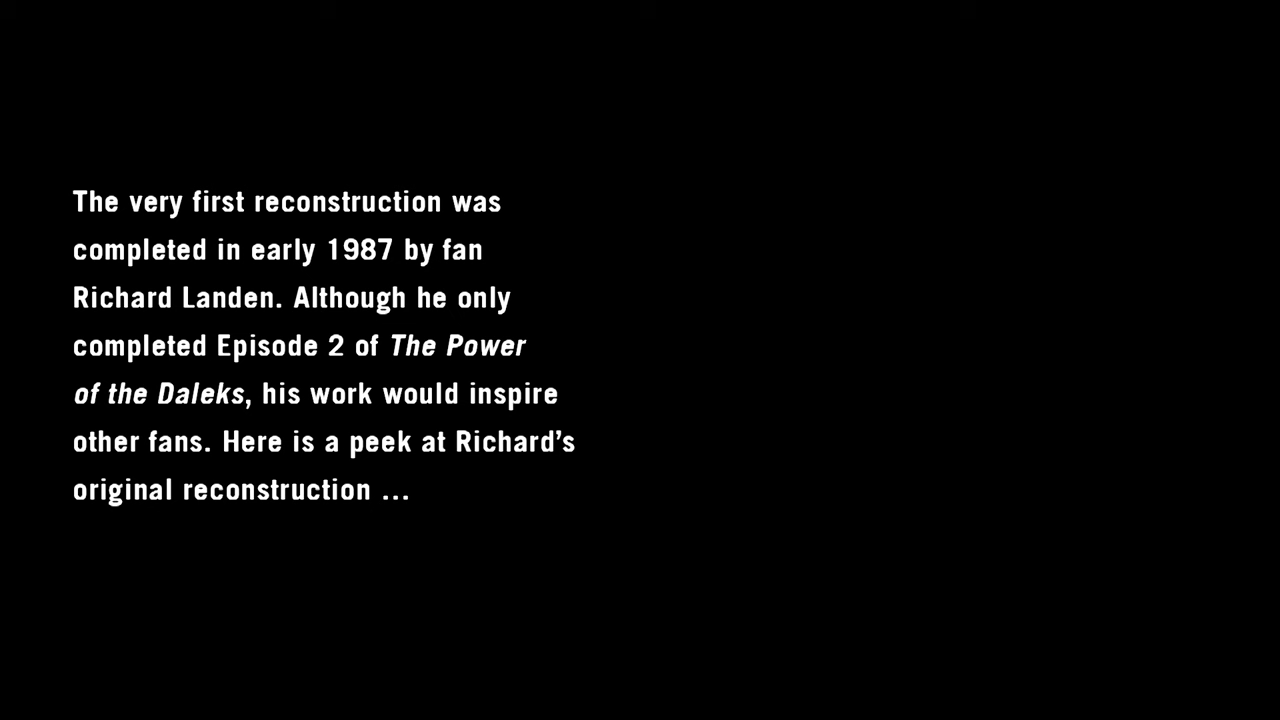 The very first reconstruction was
completed in early 1987 by fan
Richard Landen. Although he only
completed Episode 2 of The Power
of the Daleks, his work would inspire
other fans. Here is a peek at Richard’s
original reconstruction …